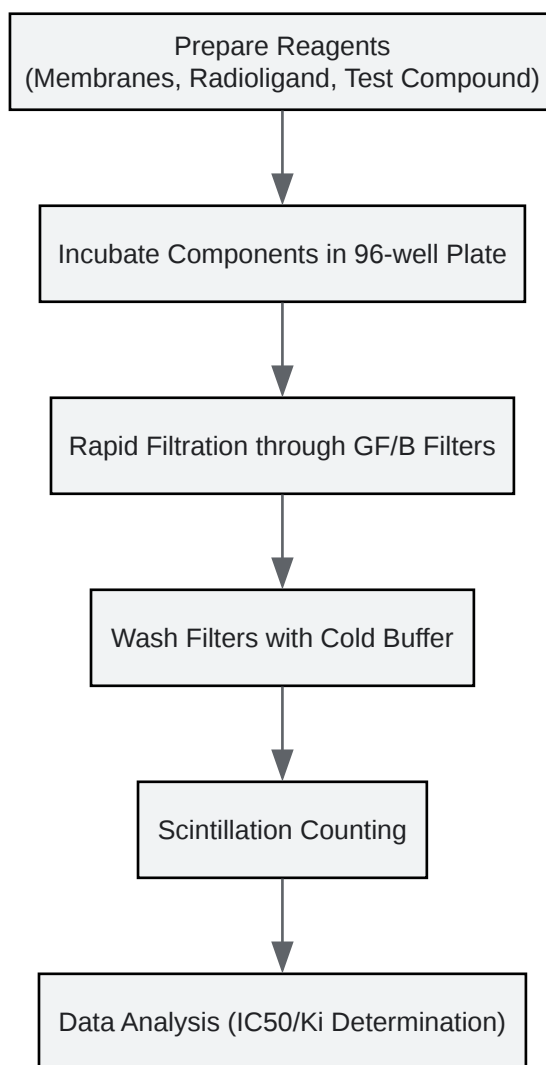 Prepare Reagents
(Membranes, Radioligand, Test Compound)
Incubate Components in 96-well Plate
Rapid Filtration through GF/B Filters
Wash Filters with Cold Buffer
Scintillation Counting
Data Analysis (IC50/Ki Determination)